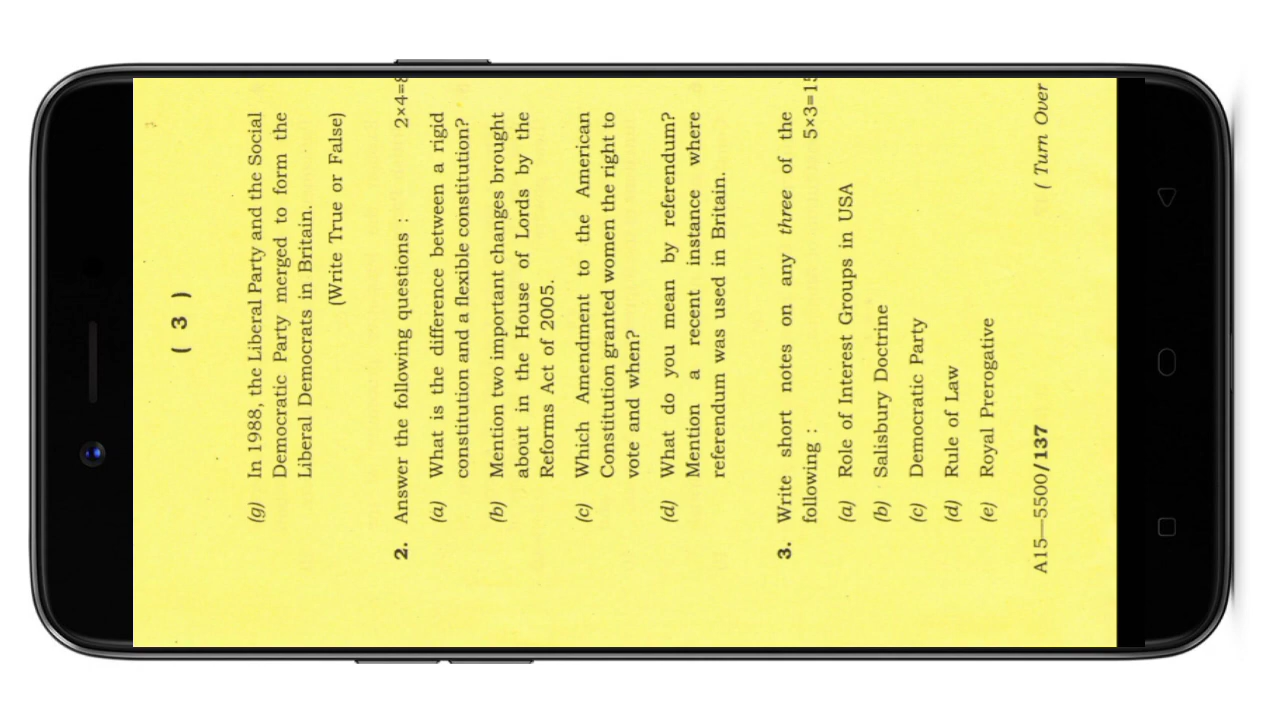 ( 3 )
(g) In 1988, the Liberal Party and the Social
Democratic Party merged to form the
Liberal Democrats in Britain.
(Write True or False)
2. Answer the following questions : 2×4=8
(a) What is the difference between a rigid
constitution and a flexible constitution?
(b) Mention two important changes brought
about in the House of Lords by the
Reforms Act of 2005.
(c) Which Amendment to the American
Constitution granted women the right to
vote and when?
(d) What do you mean by referendum?
Mention a recent instance where
referendum was used in Britain.
3. Write short notes on any three of the
following : 5×3=15
(a) Role of Interest Groups in USA
(b) Salisbury Doctrine
(c) Democratic Party
(d) Rule of Law
(e) Royal Prerogative
A15—5500/137 ( Turn Over